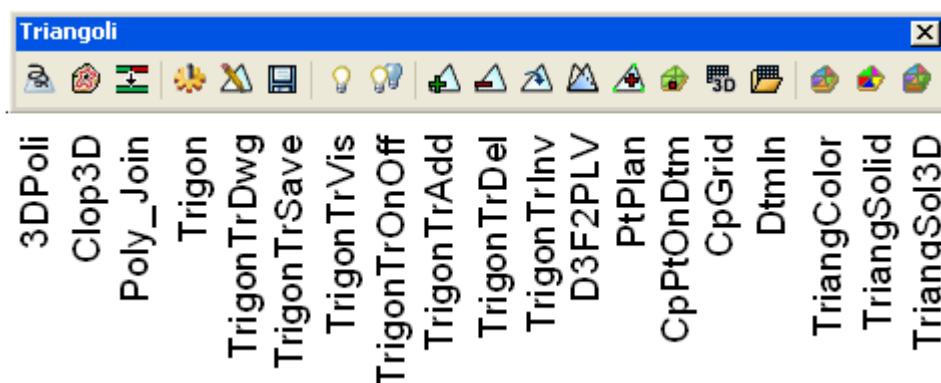 Triangoli
3D
3DPoli
Clop3D
Poly_Join
Trigon
TrigonTrDwg
TrigonTrSave
TrigonTrVis
TrigonTrOnOff
TrigonTrAdd
TrigonTrDel
TrigonTrInv
D3F2PLV
PtPlan
CpPtOnDtm
CpGrid
DtmIn
TriangColor
TriangSolid
TriangSol3D